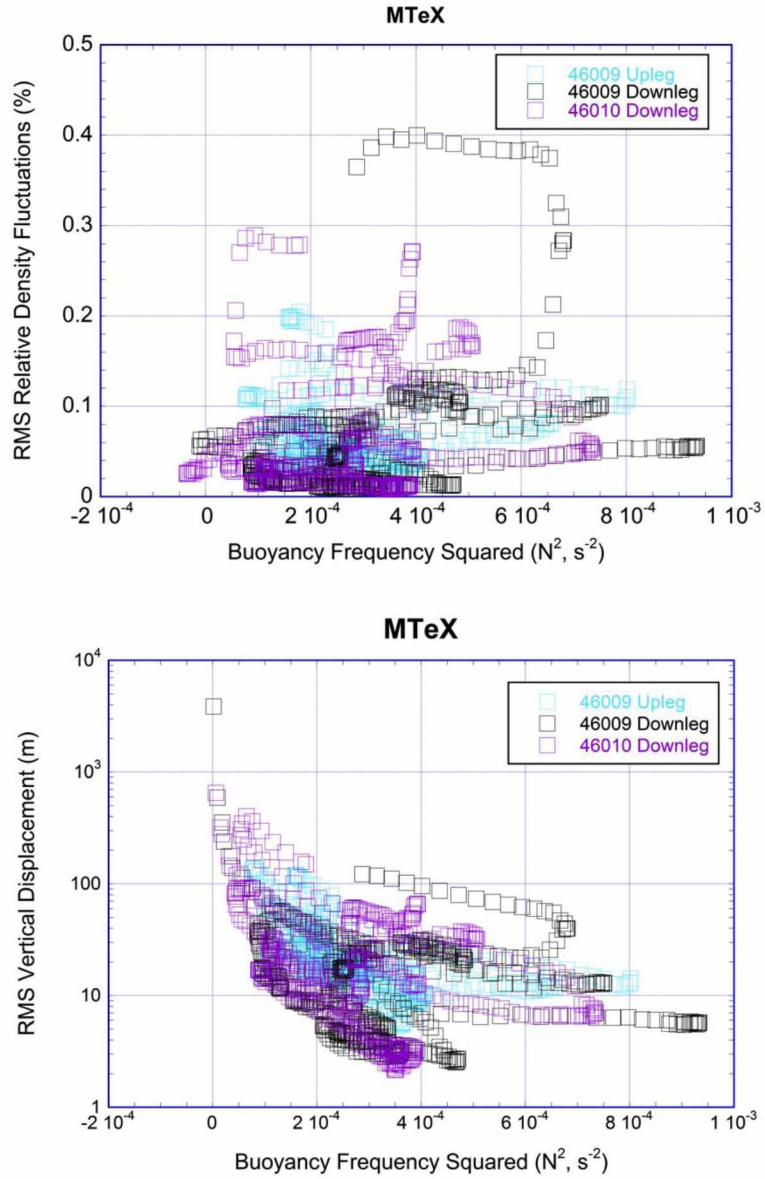 MTeX
RMS Relative Density Fluctuations (%)
0.5
0.4
0.3
0.2
0.1
0
46009 Upleg
46009 Downleg
46010 Downleg
-2 10⁻⁴ 0 2 10⁻⁴ 4 10⁻⁴ 6 10⁻⁴ 8 10⁻⁴ 1 10⁻³
Buoyancy Frequency Squared (N², s⁻²)
MTeX
RMS Vertical Displacement (m)
10⁴
10³
100
10
1
46009 Upleg
46009 Downleg
46010 Downleg
-2 10⁻⁴ 0 2 10⁻⁴ 4 10⁻⁴ 6 10⁻⁴ 8 10⁻⁴ 1 10⁻³
Buoyancy Frequency Squared (N², s⁻²)